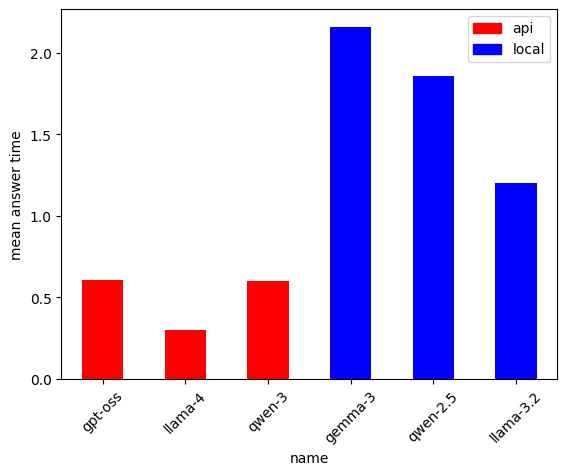 api
local
2.0
1.5
1.0
0.5
0.0
mean answer time
gpt-oss
llama-4
qwen-3
gemma-3
qwen-2.5
llama-3.2
name